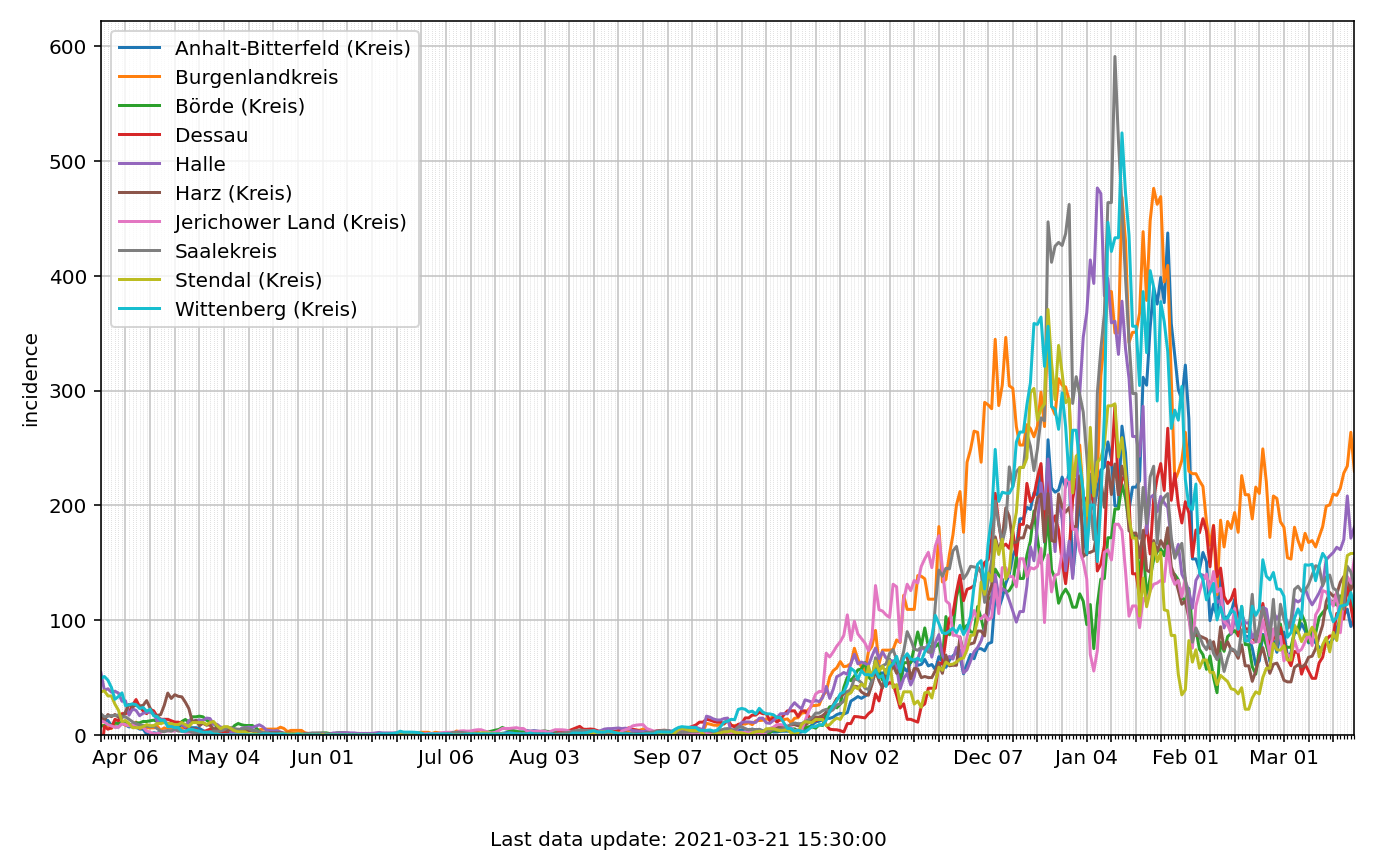 600
500
400
300
200
100
0
incidence
Anhalt-Bitterfeld (Kreis)
Burgenlandkreis
Börde (Kreis)
Dessau
Halle
Harz (Kreis)
Jerichower Land (Kreis)
Saalekreis
Stendal (Kreis)
Wittenberg (Kreis)
Apr 06 May 04 Jun 01 Jul 06 Aug 03 Sep 07 Oct 05 Nov 02 Dec 07 Jan 04 Feb 01 Mar 01
Last data update: 2021-03-21 15:30:00